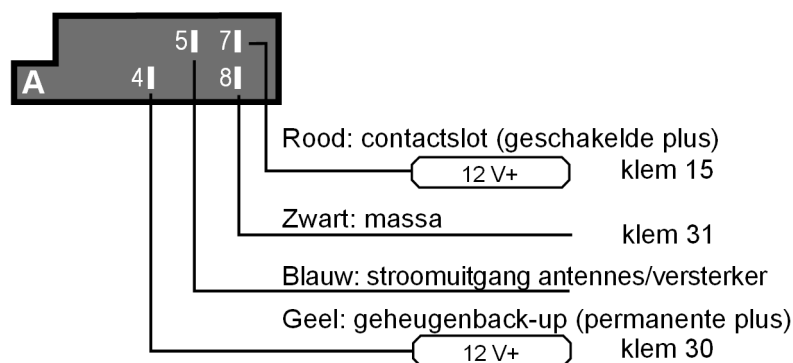 5 7
A 4 8
Rood: contactslot (geschakelde plus)
12 V+ klem 15
Zwart: massa
klem 31
Blauw: stroomuitgang antennes/versterker
Geel: geheugenback-up (permanente plus)
12 V+ klem 30